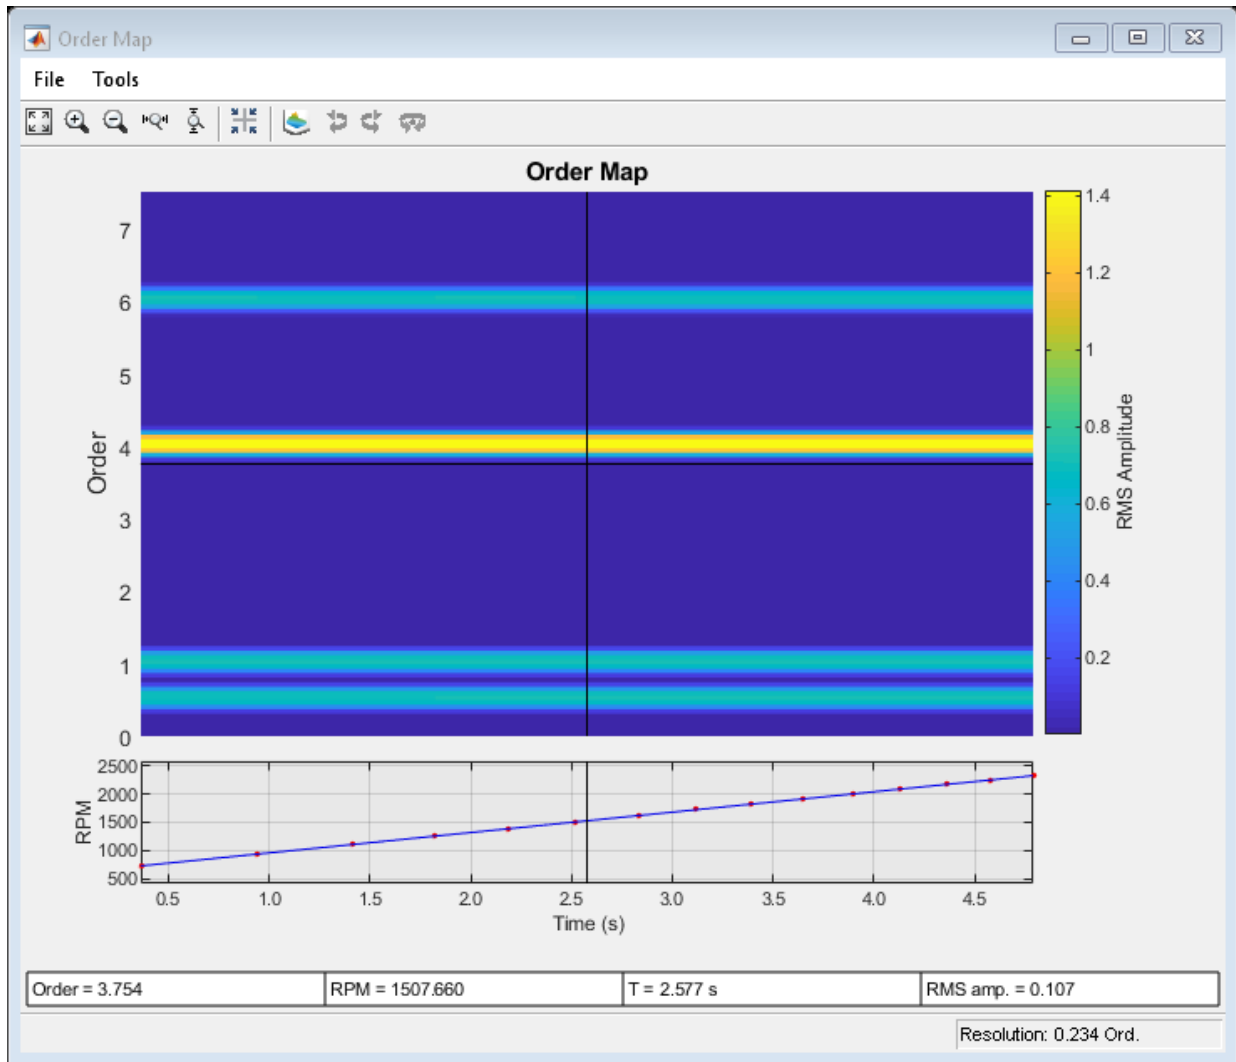 Order Map
File Tools
Order Map
7
6
5
4
3
2
1
0
Order
1.4
1.2
1
0.8
0.6
0.4
0.2
RMS Amplitude
2500
2000
1500
1000
500
RPM
0.5 1.0 1.5 2.0 2.5 3.0 3.5 4.0 4.5
Time (s)
Order = 3.754 RPM = 1507.660 T = 2.577 s RMS amp. = 0.107
Resolution: 0.234 Ord.